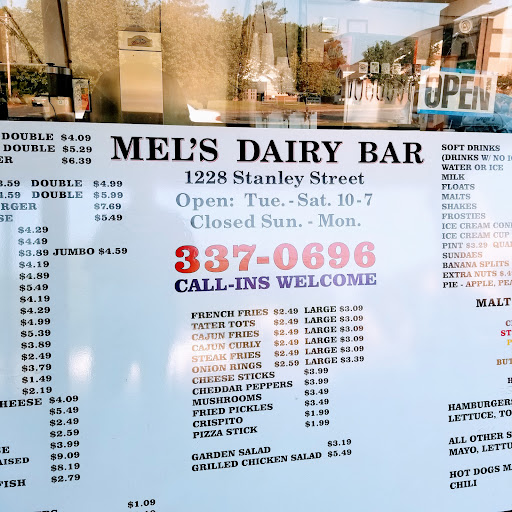 OPEN
DOUBLE $4.09
DOUBLE $5.29
$6.39
.59 DOUBLE $4.99
.59 DOUBLE $5.99
$7.69
$5.49
$4.29
$4.49
$3.89 JUMBO $4.59
$4.19
$4.89
$5.49
$4.19
$4.29
$4.99
$5.39
$3.89
$2.49
$3.79
$1.49
$2.19
CHEESE $4.09
$5.49
$2.49
$2.59
$3.99
$9.09
$8.19
FISH $2.79
$1.09
MEL'S DAIRY BAR
1228 Stanley Street
Open: Tue. - Sat. 10-7
Closed Sun. - Mon.
337-0696
CALL-INS WELCOME
FRENCH FRIES $2.49 LARGE $3.09
TATER TOTS $2.49 LARGE $3.09
CAJUN FRIES $2.49 LARGE $3.09
CAJUN CURLY $2.49 LARGE $3.09
STEAK FRIES $2.49 LARGE $3.09
ONION RINGS $2.59 LARGE $3.39
CHEESE STICKS $3.99
CHEDDAR PEPPERS $3.99
MUSHROOMS $3.49
FRIED PICKLES $3.49
CRISPITO $1.99
PIZZA STICK $1.99
GARDEN SALAD $3.19
GRILLED CHICKEN SALAD $5.49
SOFT DRINKS
(DRINKS W/ NO
WATER OR ICE
MILK
FLOATS
MALTS
SHAKES
FROSTIES
ICE CREAM
ICE CREAM CUP
PINT $3.29
SUNDAES
BANANA SPLITS
EXTRA NUTS
PIE - APPLE,
MALT
HAMBURGERS
LETTUCE,
ALL OTHER
MAYO,
HOT DOGS
CHILI